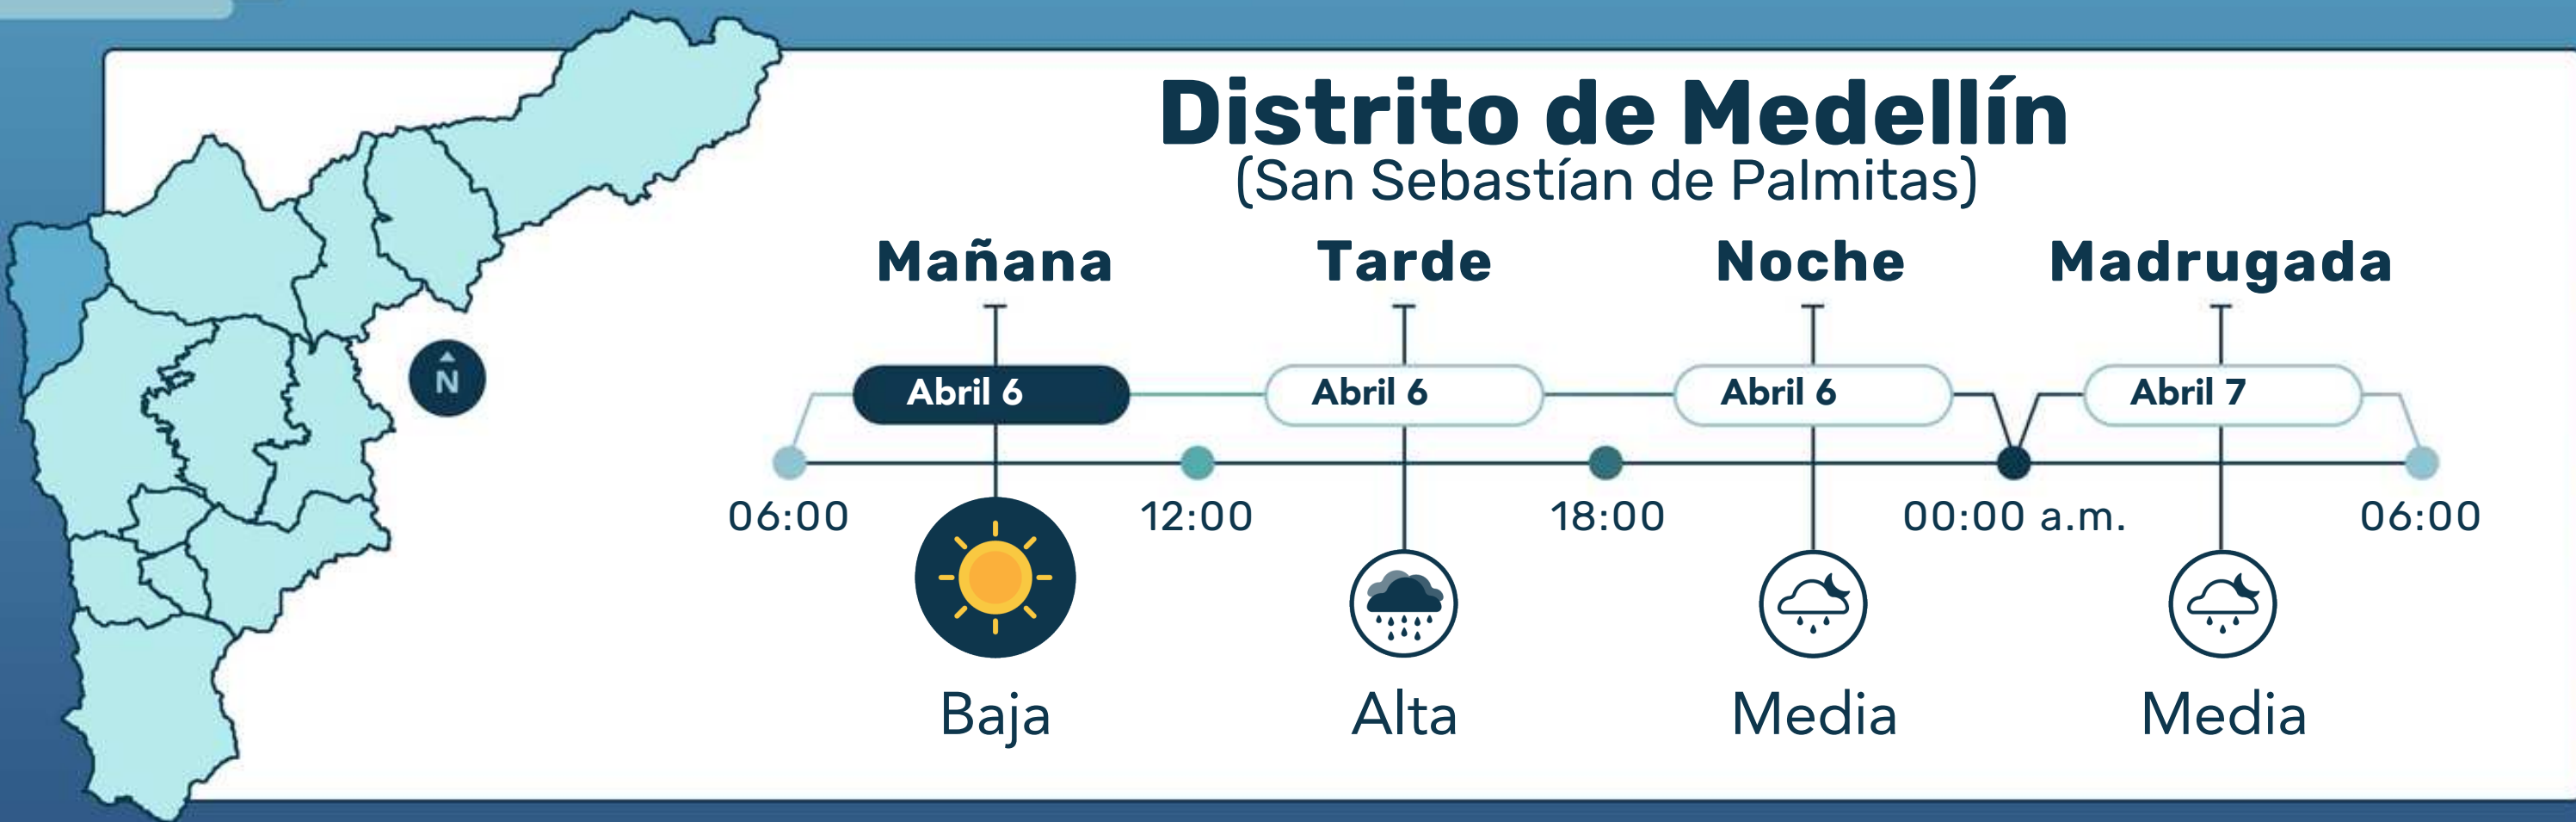 Distrito de Medellín
(San Sebastían de Palmitas)
Mañana Tarde Noche Madrugada
Abril 6 Abril 6 Abril 6 Abril 7
N
06:00 12:00 18:00 00:00 a.m. 06:00
Baja Alta Media Media